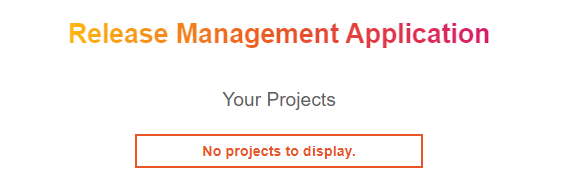 Release Management Application
Your Projects
No projects to display.